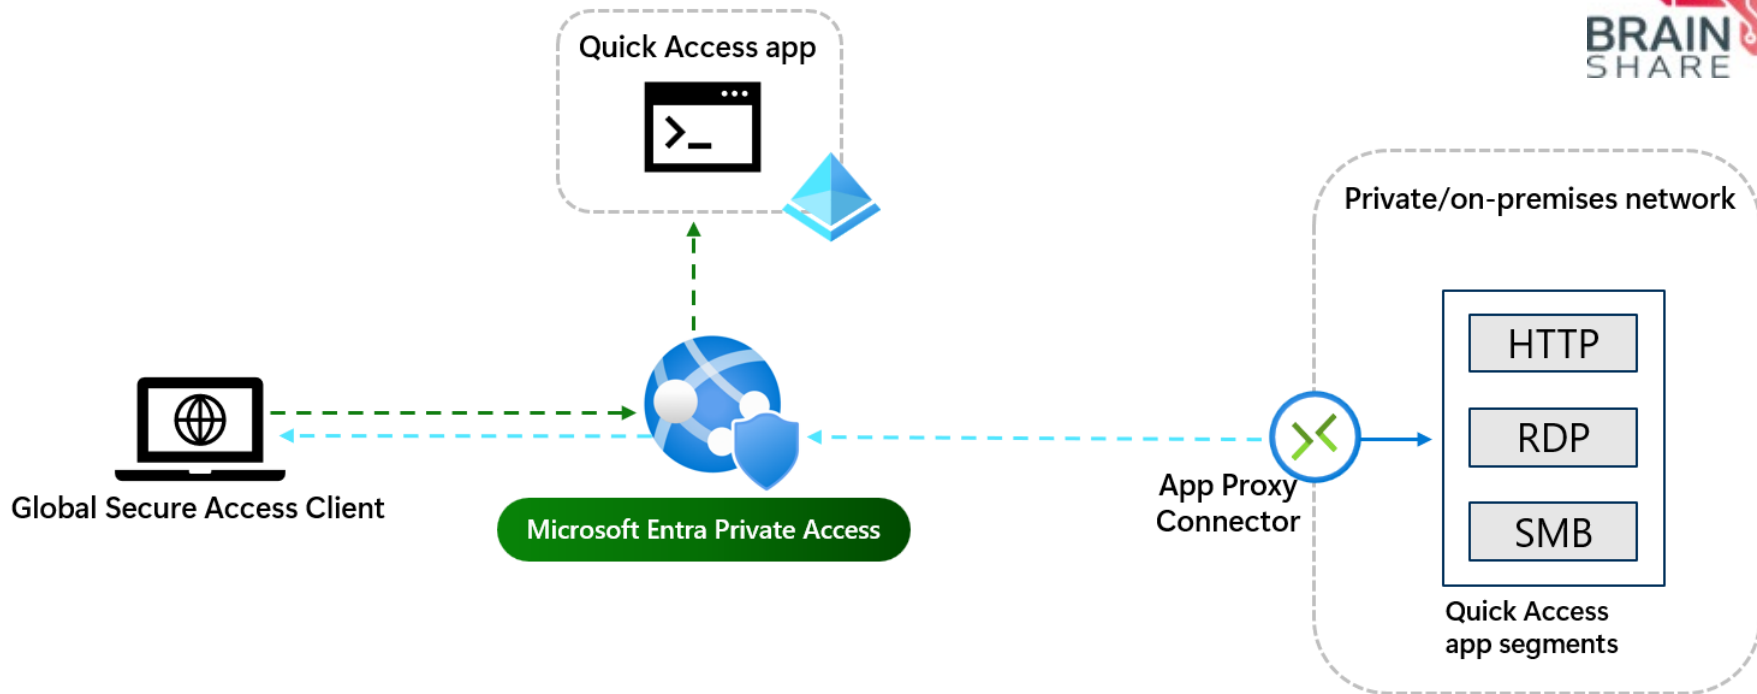 BRAIN
SHARE
Quick Access app
Private/on-premises network
HTTP
RDP
SMB
Global Secure Access Client
Microsoft Entra Private Access
App Proxy
Connector
Quick Access
app segments